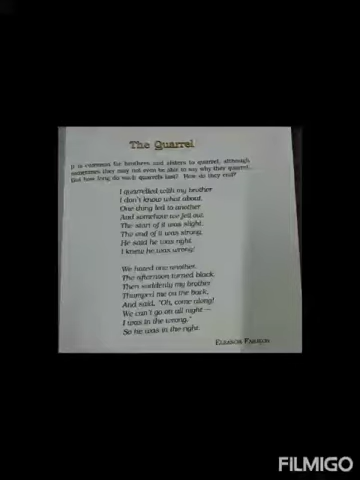 The Quarrel
It is common for brothers and sisters to quarrel, although
sometimes they may not even be able to say why they quarrel.
But how long do such quarrels last? How do they end?
I quarrelled with my brother
I don't know what about,
One thing led to another
And somehow we fell out.
The start of it was slight,
The end of it was strong,
He said he was right,
I knew he was wrong!
We hated one another.
The afternoon turned black.
Then suddenly my brother
Thumped me on the back,
And said, "Oh, come along!
We can't go on all night —
I was in the wrong."
So he was in the right.
ELEANOR FARJEON
FILMIGO